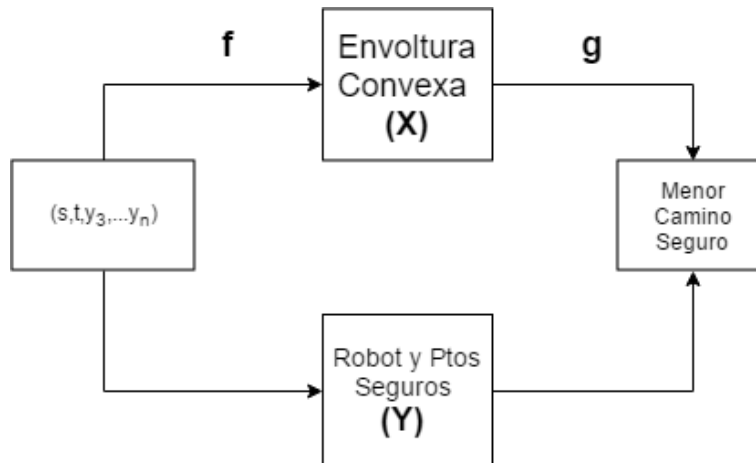 f
g
Envoltura
Convexa
(X)
(s,t,y₃,...yₙ)
Menor
Camino
Seguro
Robot y Ptos
Seguros
(Y)